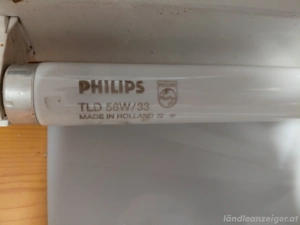 PHILIPS
TLD 58W/33
MADE IN HOLLAND
ländleanzeiger.at